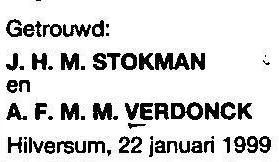 Getrouwd:
J. H. M. STOKMAN
en
A. F. M. M. VERDONCK
Hilversum, 22 januari 1999